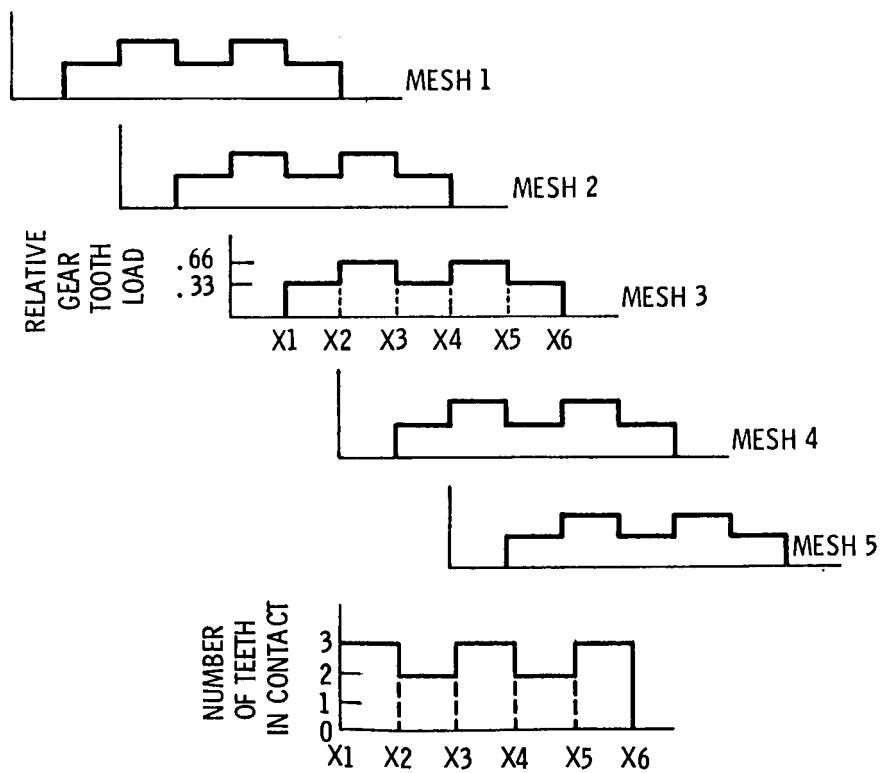 MESH 1
MESH 2
RELATIVE
GEAR
TOOTH
LOAD
.66
.33
MESH 3
X1 X2 X3 X4 X5 X6
MESH 4
MESH 5
NUMBER
OF TEETH
IN CONTACT
3
2
1
0
X1 X2 X3 X4 X5 X6